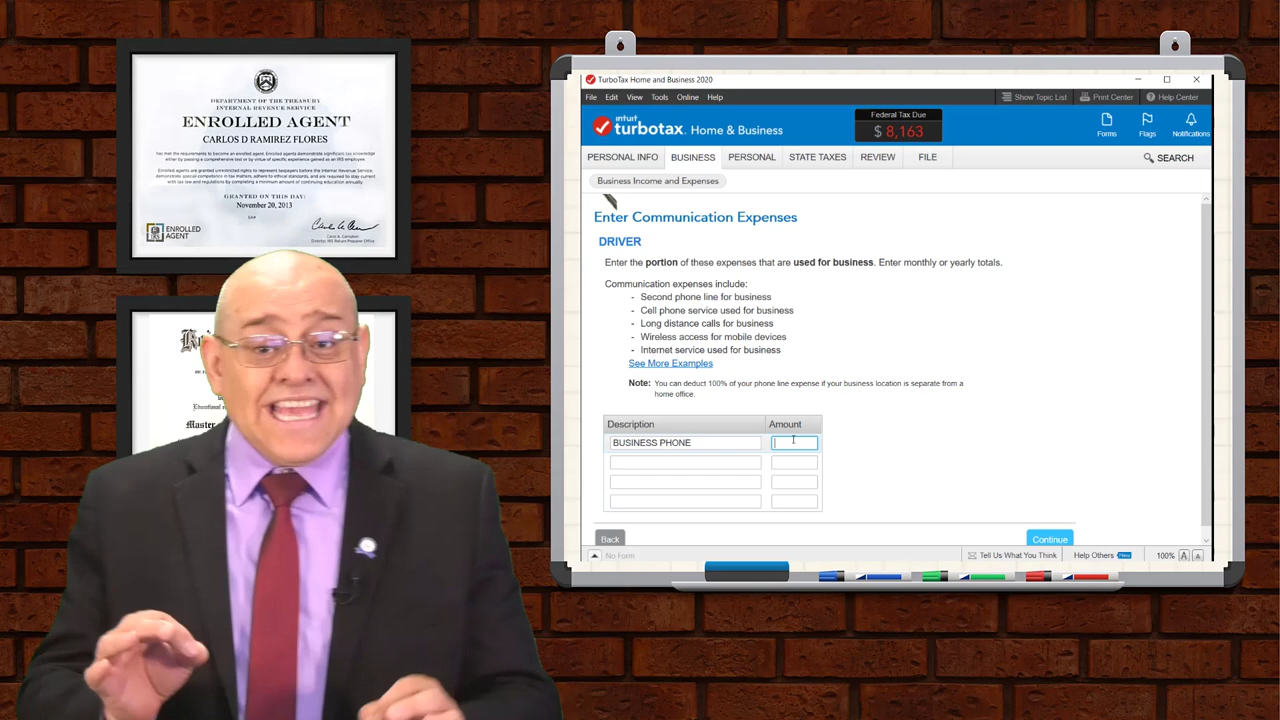 DEPARTMENT OF THE TREASURY
INTERNAL REVENUE SERVICE
ENROLLED AGENT
CARLOS D RAMIREZ FLORES
GRANTED ON THIS DAY:
November 20, 2013
ENROLLED
AGENT
Master
TurboTax Home and Business 2020
File Edit View Tools Online Help
Show Topic List Print Center Help Center
intuit
turbotax. Home & Business
Federal Tax Due
$ 8,163
Forms Flags Notifications
PERSONAL INFO BUSINESS PERSONAL STATE TAXES REVIEW FILE
SEARCH
Business Income and Expenses
Enter Communication Expenses
DRIVER
Enter the portion of these expenses that are used for business. Enter monthly or yearly totals.
Communication expenses include:
- Second phone line for business
- Cell phone service used for business
- Long distance calls for business
- Wireless access for mobile devices
- Internet service used for business
See More Examples
Note: You can deduct 100% of your phone line expense if your business location is separate from a
home office.
Description Amount
BUSINESS PHONE
Back Continue
No Form
Tell Us What You Think Help Others New 100% A A